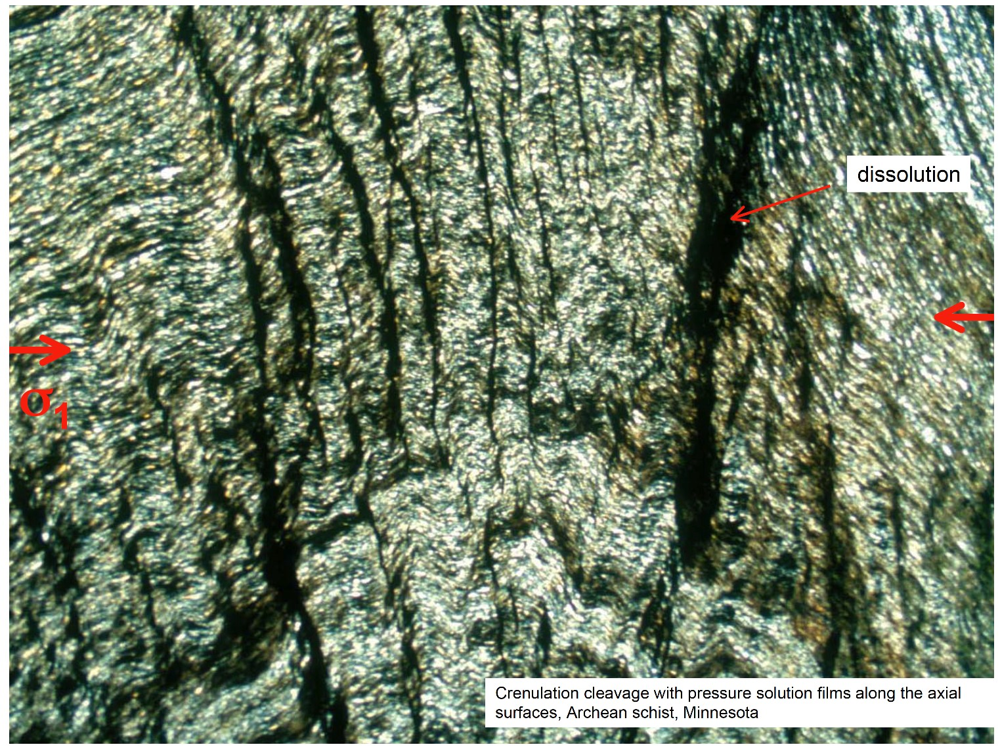 dissolution
σ1
Crenulation cleavage with pressure solution films along the axial
surfaces, Archean schist, Minnesota